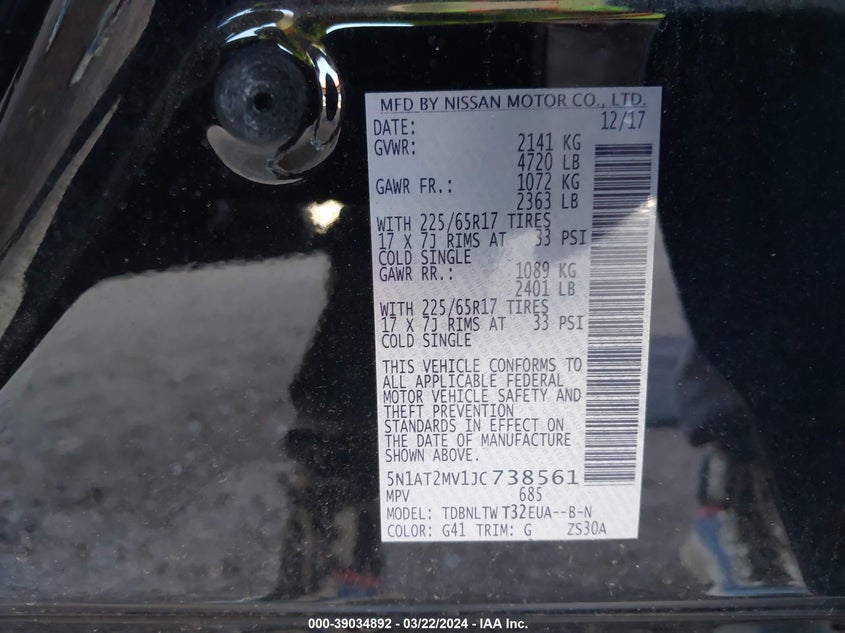 MFD BY NISSAN MOTOR CO., LTD.
DATE: 12/17
GVWR: 2141 KG
4720 LB
GAWR FR.: 1072 KG
2363 LB
WITH 225/65R17 TIRES
17 X 7J RIMS AT 33 PSI
COLD SINGLE
GAWR RR.: 1089 KG
2401 LB
WITH 225/65R17 TIRES
17 X 7J RIMS AT 33 PSI
COLD SINGLE
THIS VEHICLE CONFORMS TO
ALL APPLICABLE FEDERAL
MOTOR VEHICLE SAFETY AND
THEFT PREVENTION
STANDARDS IN EFFECT ON
THE DATE OF MANUFACTURE
SHOWN ABOVE.
5N1AT2MV1JC738561
MPV 685
MODEL: TDBNLTW T32EUA--B-N
COLOR: G41 TRIM: G ZS30A
000-39034892 - 03/22/2024 - IAA Inc.